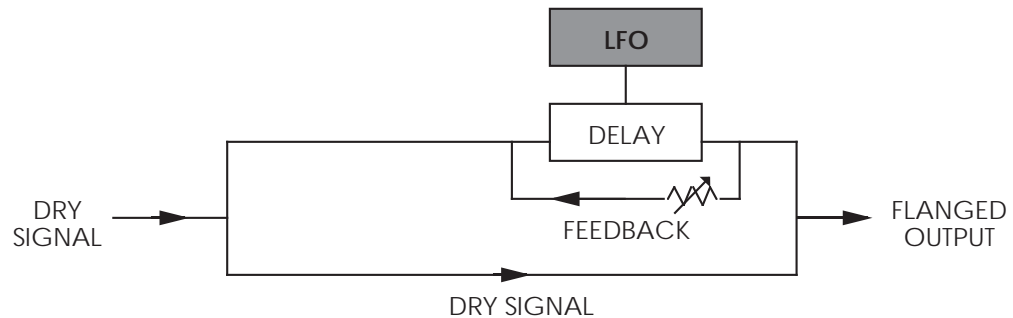 LFO
DELAY
FEEDBACK
DRY
SIGNAL
FLANGED
OUTPUT
DRY SIGNAL